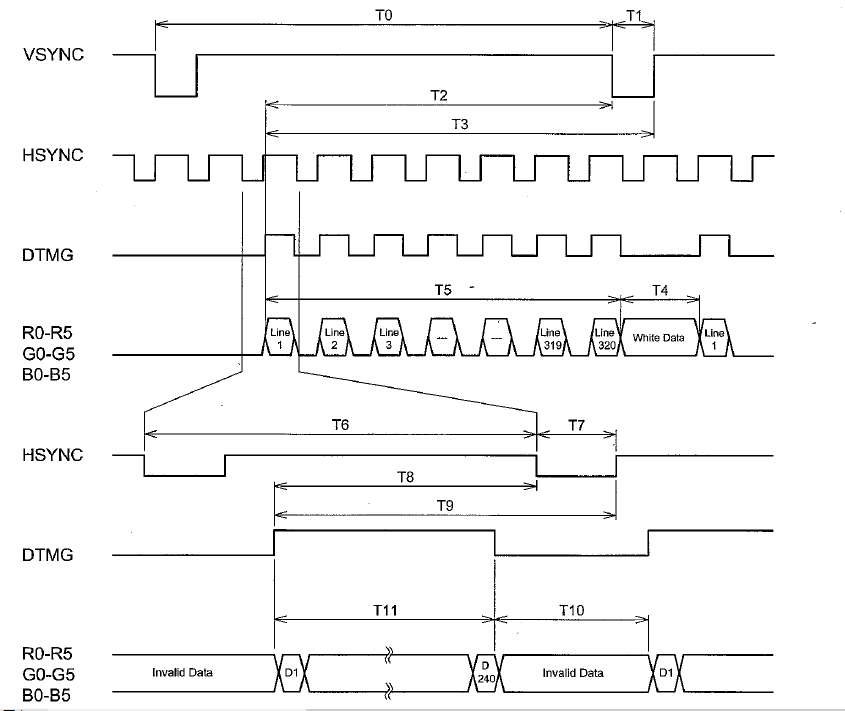 T0
T1
VSYNC
T2
T3
HSYNC
DTMG
T5
T4
R0-R5
G0-G5
B0-B5
Line 1
Line 2
Line 3
---
---
Line 319
Line 320
White Data
Line 1
T6
T7
HSYNC
T8
T9
DTMG
T11
T10
R0-R5
G0-G5
B0-B5
Invalid Data
D1
D 240
Invalid Data
D1